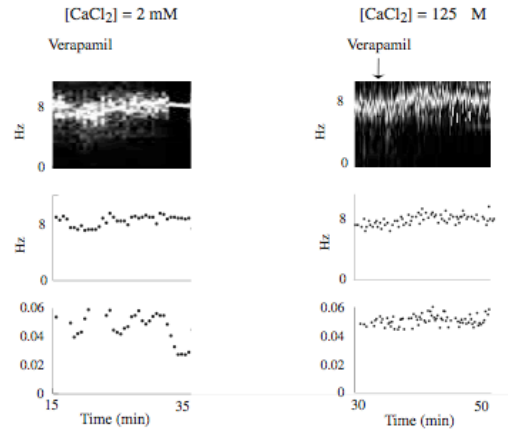 [CaCl2] = 2 mM
[CaCl2] = 125 M
Verapamil
Verapamil
Hz
8
0
Hz
8
0
Hz
8
0
Hz
8
0
0.06
0.04
0.02
0
0.06
0.04
0.02
0
15
35
Time (min)
30
50
Time (min)